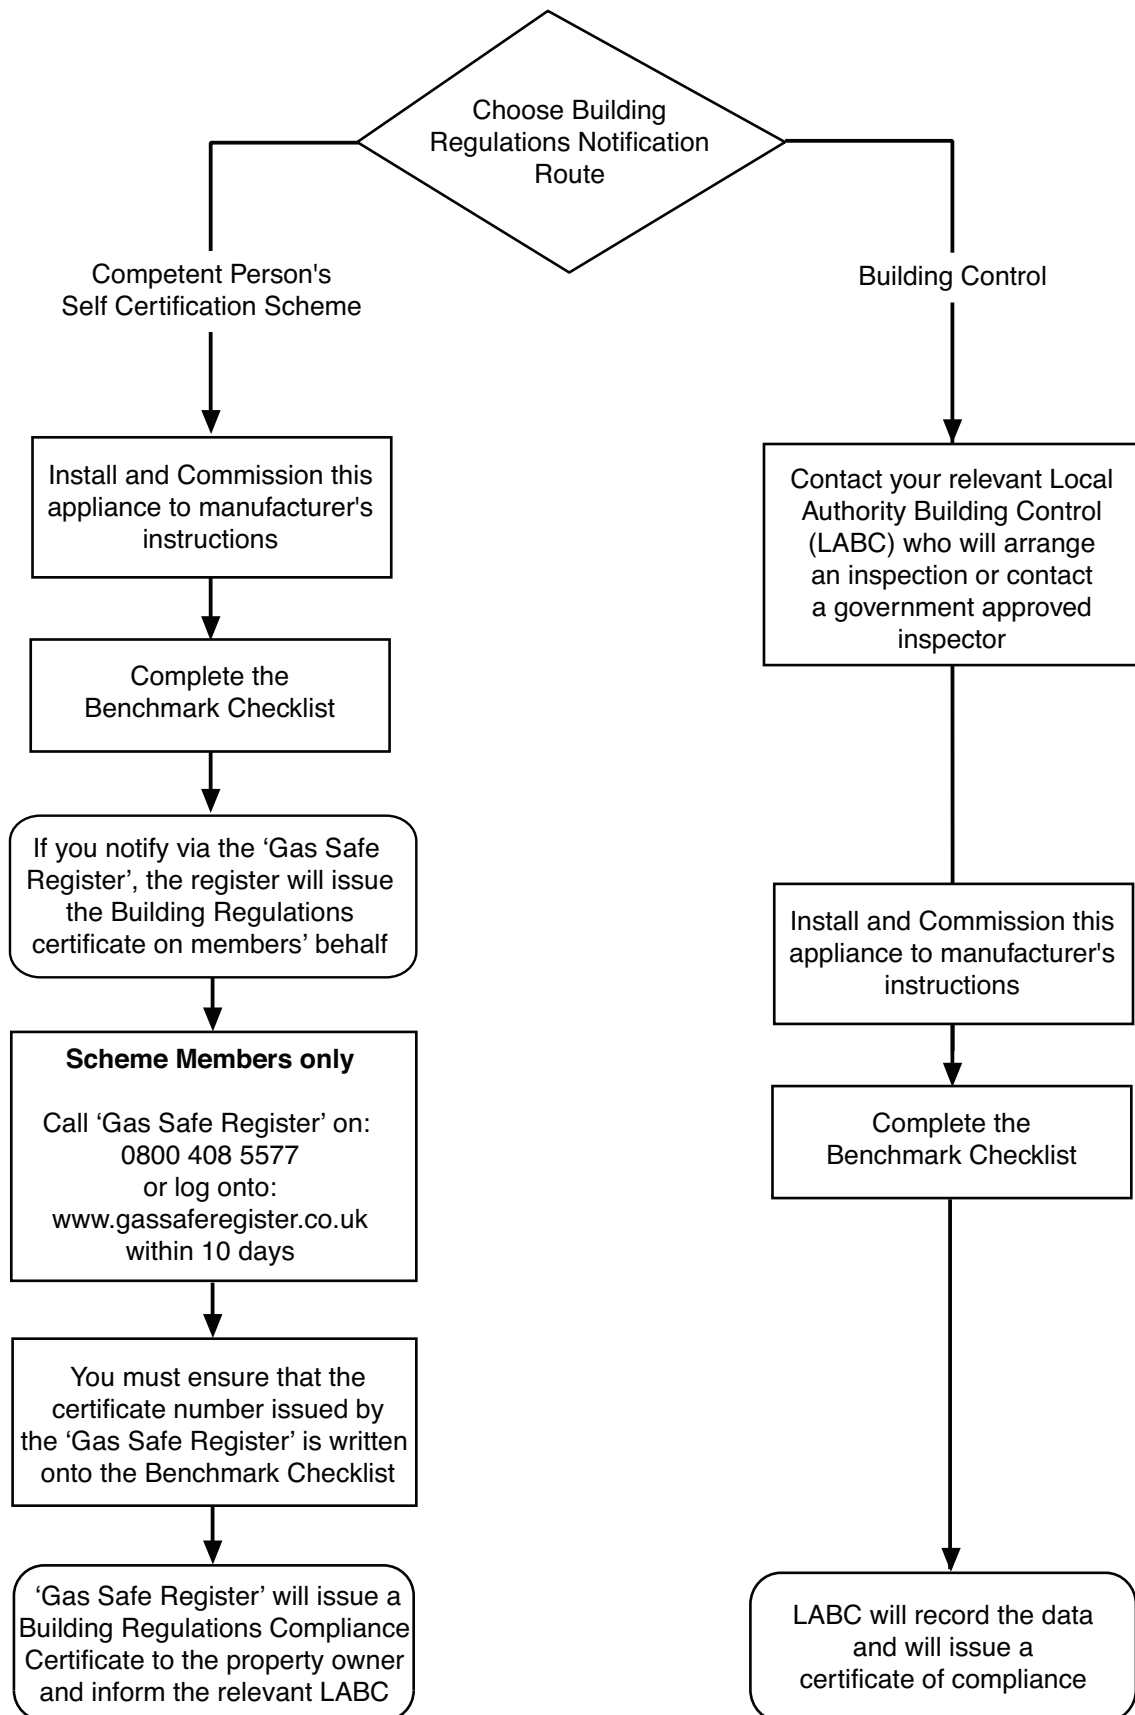 Choose Building
Regulations Notification
Route
Competent Person's
Self Certification Scheme
Building Control
Install and Commission this
appliance to manufacturer's
instructions
Contact your relevant Local
Authority Building Control
(LABC) who will arrange
an inspection or contact
a government approved
inspector
Complete the
Benchmark Checklist
If you notify via the ‘Gas Safe
Register’, the register will issue
the Building Regulations
certificate on members’ behalf
Install and Commission this
appliance to manufacturer's
instructions
Scheme Members only
Call ‘Gas Safe Register’ on:
0800 408 5577
or log onto:
www.gassaferegister.co.uk
within 10 days
Complete the
Benchmark Checklist
You must ensure that the
certificate number issued by
the ‘Gas Safe Register’ is written
onto the Benchmark Checklist
‘Gas Safe Register’ will issue a
Building Regulations Compliance
Certificate to the property owner
and inform the relevant LABC
LABC will record the data
and will issue a
certificate of compliance